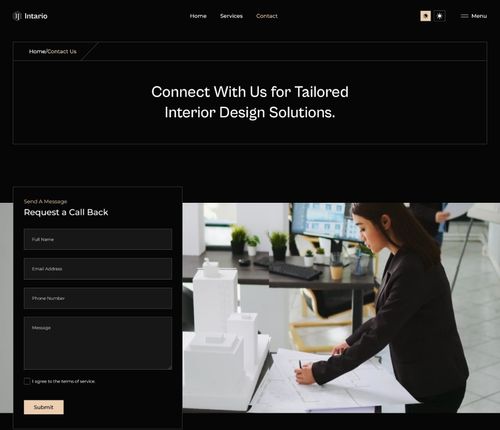 Intario
Home Services Contact
Menu
Home/Contact Us
Connect With Us for Tailored
Interior Design Solutions.
Send A Message
Request a Call Back
Full Name
Email Address
Phone Number
Message
I agree to the terms of service.
Submit